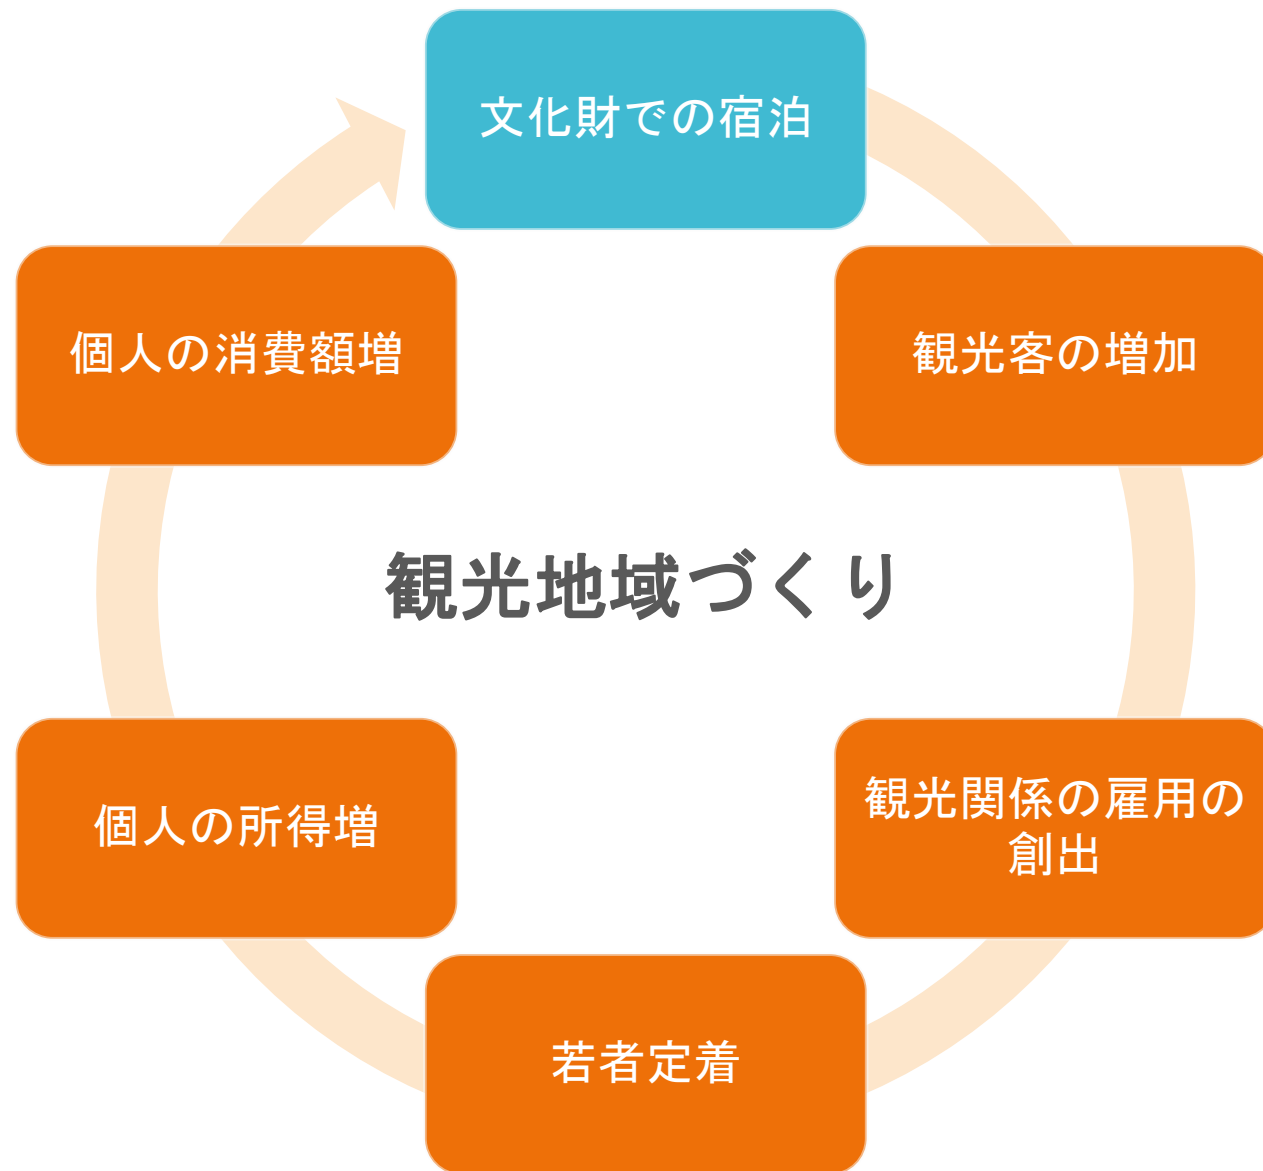 文化財での宿泊
個人の消費額増
観光客の増加
観光地域づくり
個人の所得増
観光関係の雇用の
創出
若者定着